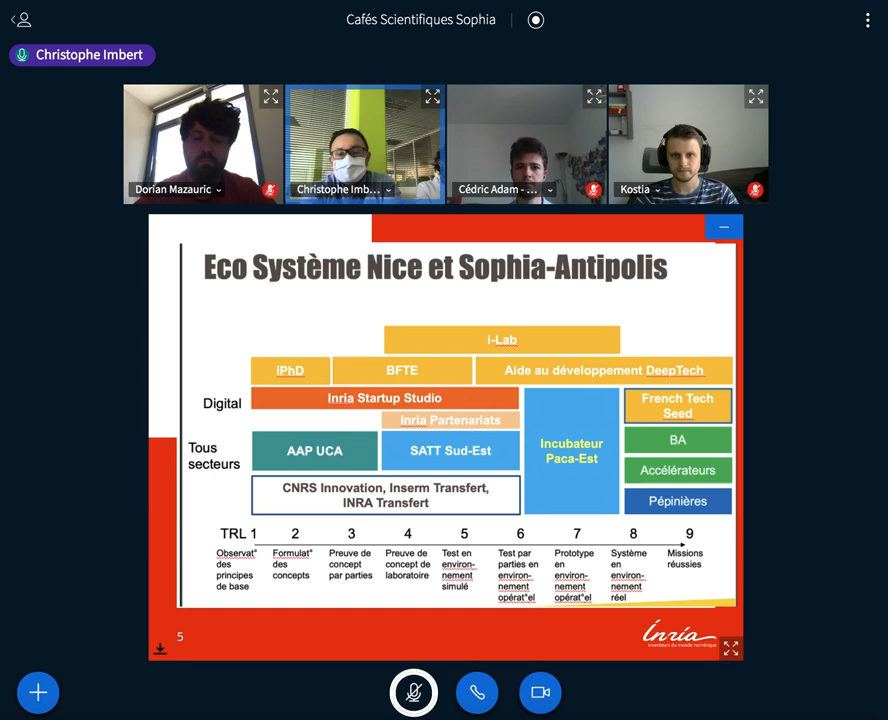 Cafés Scientifiques Sophia
Christophe Imbert
Dorian Mazauric
Christophe Imb...
Cédric Adam - ...
Kostia
Eco Système Nice et Sophia-Antipolis
i-Lab
iPhD
BFTE
Aide au développement DeepTech
Digital
Inria Startup Studio
French Tech
Seed
Inria Partenariats
Tous
secteurs
AAP UCA
SATT Sud-Est
Incubateur
Paca-Est
BA
Accélérateurs
CNRS Innovation, Inserm Transfert,
INRA Transfert
Pépinières
TRL 1 2 3 4 5 6 7 8 9
Observat°
des
principes
de base
Formulat°
des
concepts
Preuve de
concept
par parties
Preuve de
concept de
laboratoire
Test en
environ-
nement
simulé
Test par
parties en
environ-
nement
opérat°el
Prototype
en
environ-
nement
opérat°el
Système
en
environ-
nement
réel
Missions
réussies
5
Inria
inventeurs du monde numérique